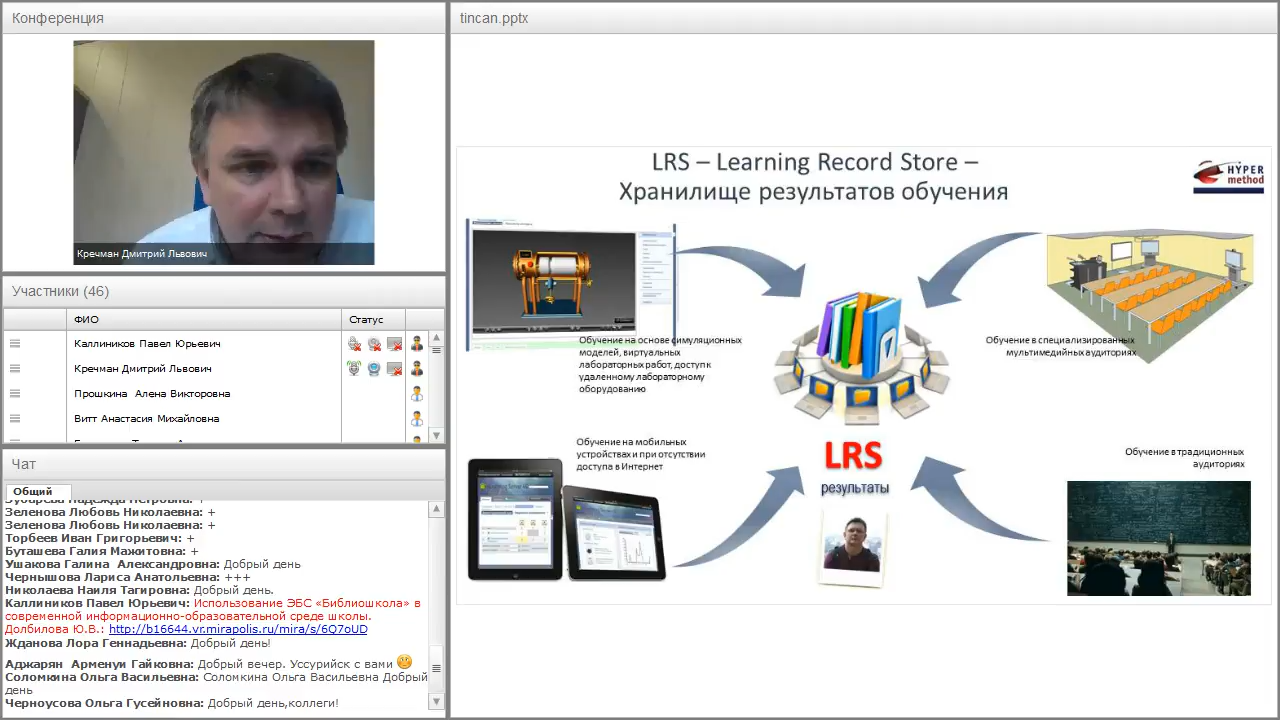 Конференция
Кречман Дмитрий Львович
Участники (46)
ФИО
Статус
Каллиников Павел Юрьевич
Кречман Дмитрий Львович
Прошкина Алена Викторовна
Витт Анастасия Михайловна
Чат
Общий
Зеленова Любовь Николаевна: +
Зеленова Любовь Николаевна: +
Торбеев Иван Григорьевич: +
Буташева Галия Мажитовна: +
Ушакова Галина Александровна: Добрый день
Чернышова Лариса Анатольевна: +++
Николаева Наиля Тагировна: Добрый день.
Каллиников Павел Юрьевич: Использование ЭБС «Библиошкола» в
современной информационно-образовательной среде школы.
Долбилова Ю.В.: http://b16644.vr.mirapolis.ru/mira/s/6Q7oUD
Жданова Лора Геннадьевна: Добрый день!
Аджарян Арменуи Гайковна: Добрый вечер. Уссурийск с вами
Соломкина Ольга Васильевна: Соломкина Ольга Васильевна Добрый
день
Черноусова Ольга Гусейновна: Добрый день,коллеги!
tincan.pptx
LRS – Learning Record Store –
Хранилище результатов обучения
HYPER
method
Обучение на основе симуляционных
моделей, виртуальных
лабораторных работ, доступ к
удаленному лабораторному
оборудованию
Обучение в специализированных
мультимедийных аудиториях
Обучение на мобильных
устройствах и при отсутствии
доступа в Интернет
LRS
результаты
Обучение в традиционных
аудиториях